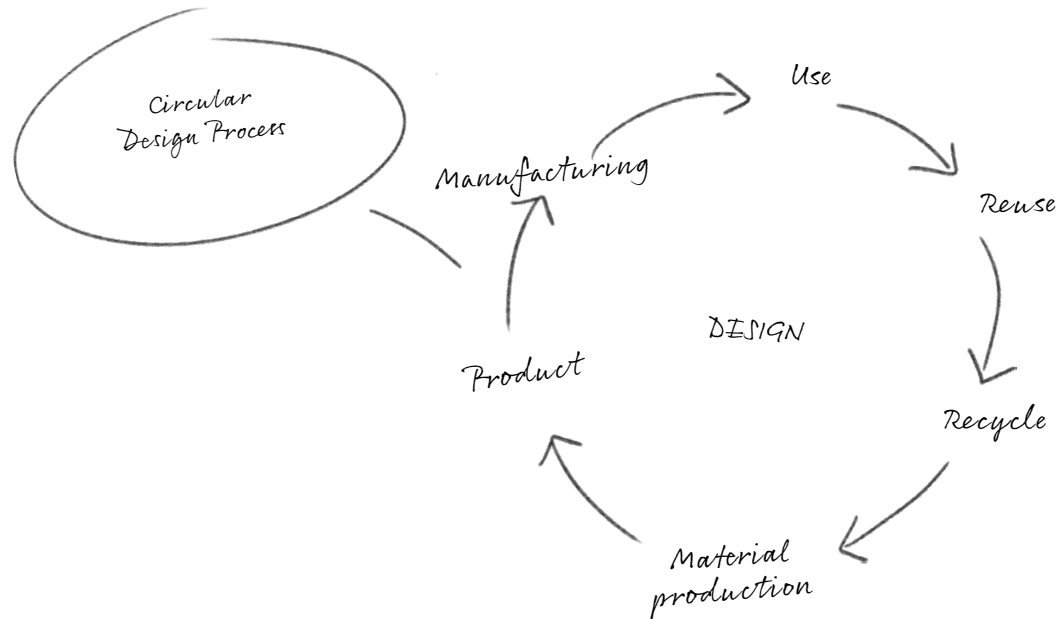 Circular
Design Process
Use
Manufacturing
Reuse
DESIGN
Product
Recycle
Material
production